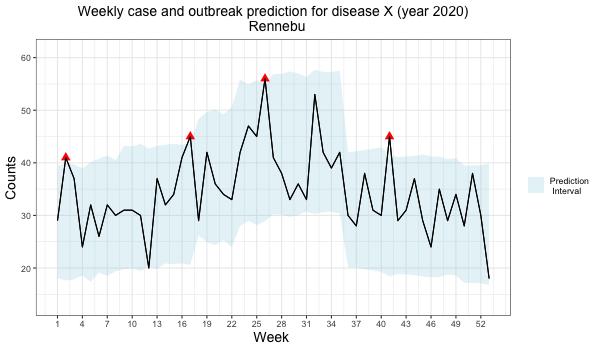 Weekly case and outbreak prediction for disease X (year 2020)
Rennebu
60
50
40
30
20
Counts
1 4 7 10 13 16 19 22 25 28 31 34 37 40 43 46 49 52
Week
Prediction
Interval